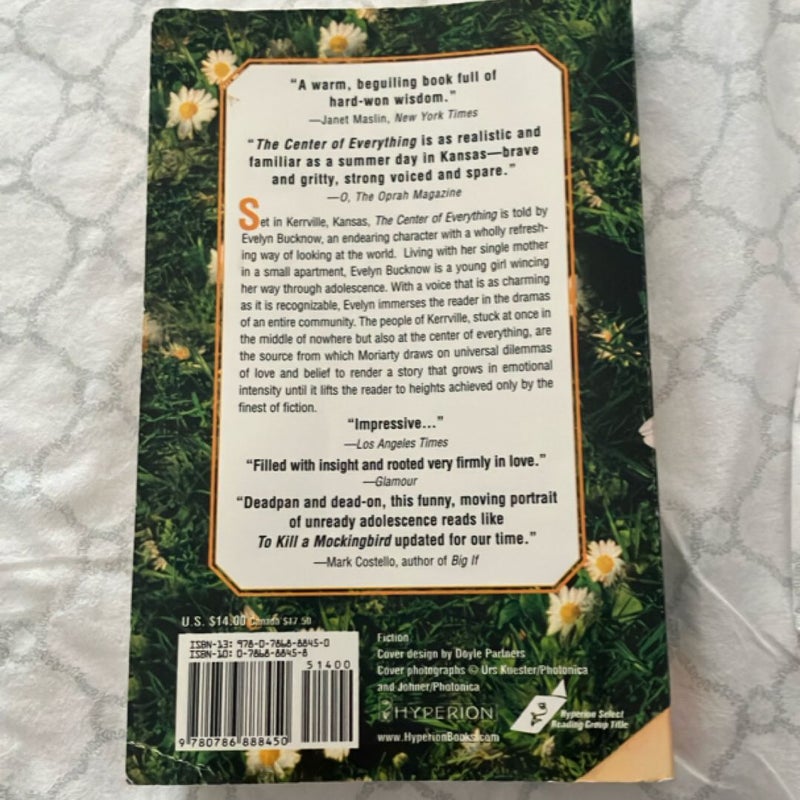 “A warm, beguiling book full of
hard-won wisdom.”
—Janet Maslin, New York Times
“The Center of Everything is as realistic and
familiar as a summer day in Kansas—brave
and gritty, strong voiced and spare.”
—O, The Oprah Magazine
Set in Kerrville, Kansas, The Center of Everything is told by
Evelyn Bucknow, an endearing character with a wholly refresh-
ing way of looking at the world. Living with her single mother
in a small apartment, Evelyn Bucknow is a young girl wincing
her way through adolescence. With a voice that is as charming
as it is recognizable, Evelyn immerses the reader in the dramas
of an entire community. The people of Kerrville, stuck at once in
the middle of nowhere but also at the center of everything, are
the source from which Moriarty draws on universal dilemmas
of love and belief to render a story that grows in emotional
intensity until it lifts the reader to heights achieved only by the
finest of fiction.
“Impressive...”
—Los Angeles Times
“Filled with insight and rooted very firmly in love.”
—Glamour
“Deadpan and dead-on, this funny, moving portrait
of unready adolescence reads like
To Kill a Mockingbird updated for our time.”
—Mark Costello, author of Big If
U.S. $14.00 Canada $17.50
ISBN-13: 978-0-7868-8845-0
ISBN-10: 0-7868-8845-8
51400
9 780786 888450
Fiction
Cover design by Doyle Partners
Cover photographs © Urs Kuester/Photonica
and Johner/Photonica
HYPERION
www.HyperionBooks.com
Hyperion Select
Reading Group Title